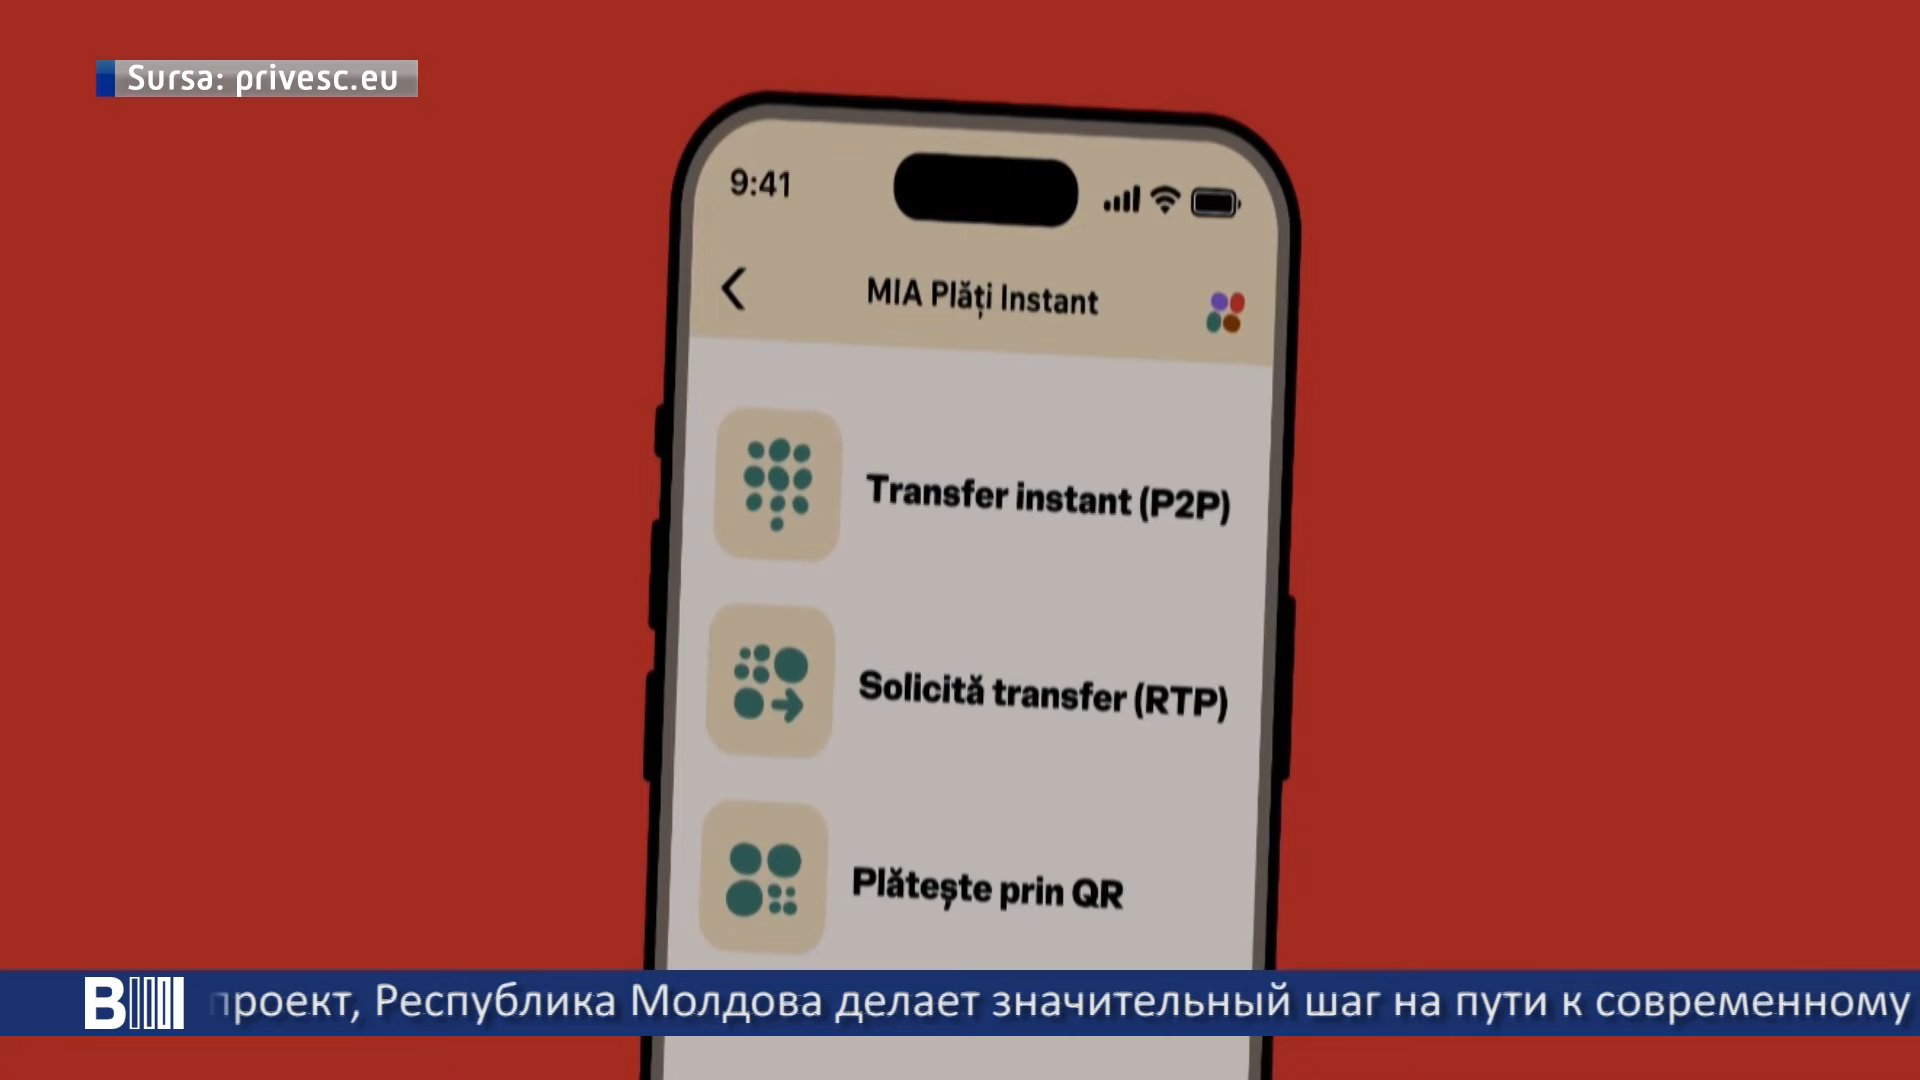 Sursa: privesc.eu
9:41
MIA Plăți Instant
Transfer instant (P2P)
Solicită transfer (RTP)
Plătește prin QR
проект, Республика Молдова делает значительный шаг на пути к современному